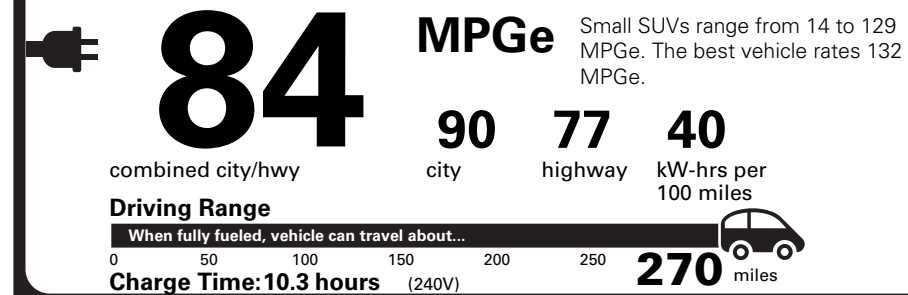 84
MPGe
Small SUVs range from 14 to 129
MPGe. The best vehicle rates 132
MPGe.
90 77 40
combined city/hwy city highway kW-hrs per
100 miles
Driving Range
When fully fueled, vehicle can travel about...
0 50 100 150 200 250 270 miles
Charge Time: 10.3 hours (240V)